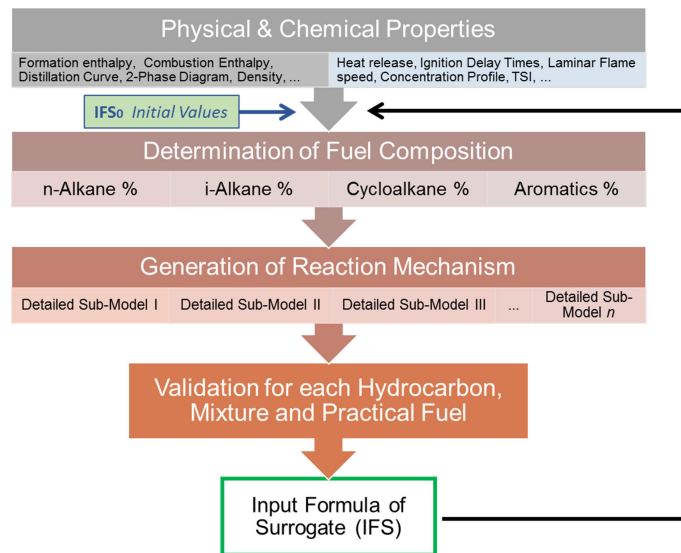 Physical & Chemical Properties
Formation enthalpy, Combustion Enthalpy,
Distillation Curve, 2-Phase Diagram, Density, ...
Heat release, Ignition Delay Times, Laminar Flame
speed, Concentration Profile, TSI, ...
IFS0 Initial Values
Determination of Fuel Composition
n-Alkane %
i-Alkane %
Cycloalkane %
Aromatics %
Generation of Reaction Mechanism
Detailed Sub-Model I
Detailed Sub-Model II
Detailed Sub-Model III
...
Detailed Sub-
Model n
Validation for each Hydrocarbon,
Mixture and Practical Fuel
Input Formula of
Surrogate (IFS)